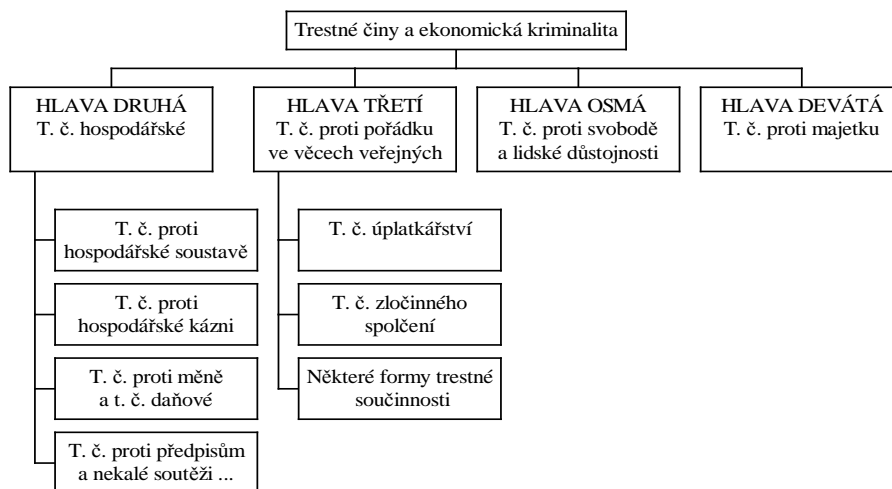 Trestné činy a ekonomická kriminalita
HLAVA DRUHÁ
T. č. hospodářské
HLAVA TŘETÍ
T. č. proti pořádku
ve věcech veřejných
HLAVA OSMÁ
T. č. proti svobodě
a lidské důstojnosti
HLAVA DEVÁTÁ
T. č. proti majetku
T. č. proti
hospodářské soustavě
T. č. proti
hospodářské kázni
T. č. proti měně
a t. č. daňové
T. č. proti předpisům
a nekalé soutěži ...
T. č. úplatkářství
T. č. zločinného
spolčení
Některé formy trestné
součinnosti